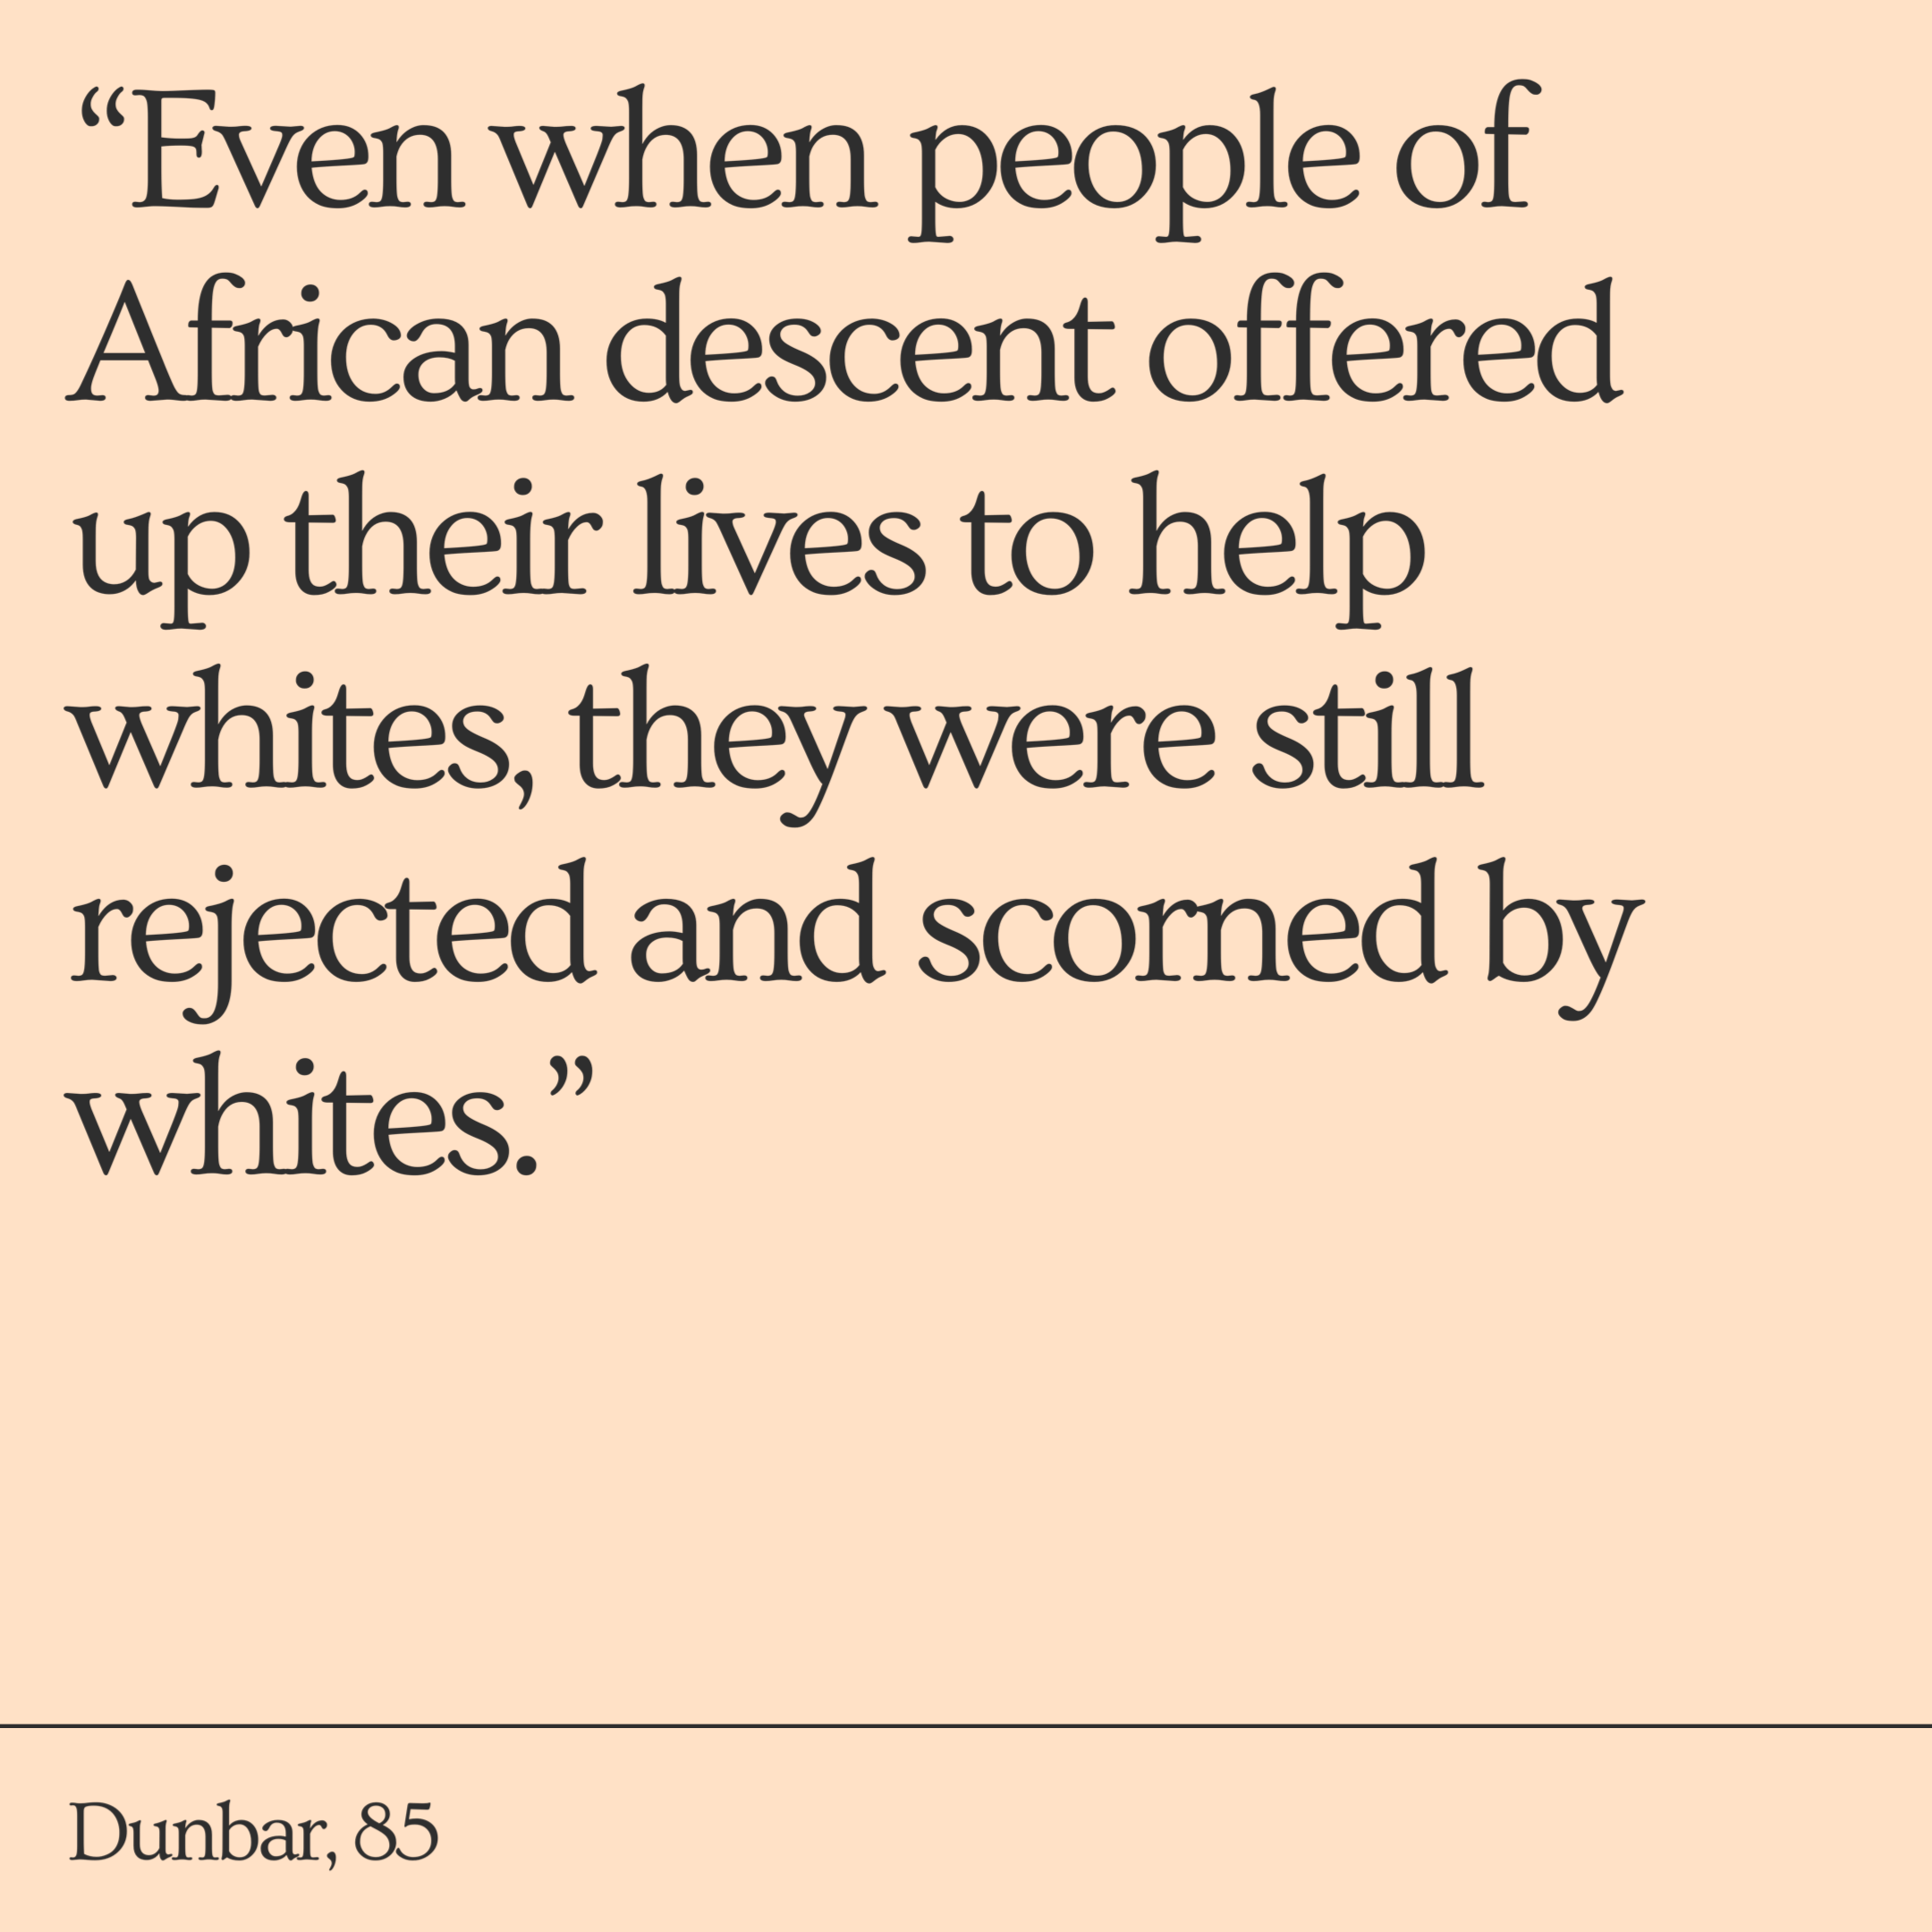 “Even when people of
African descent offered
up their lives to help
whites, they were still
rejected and scorned by
whites.”
Dunbar, 85